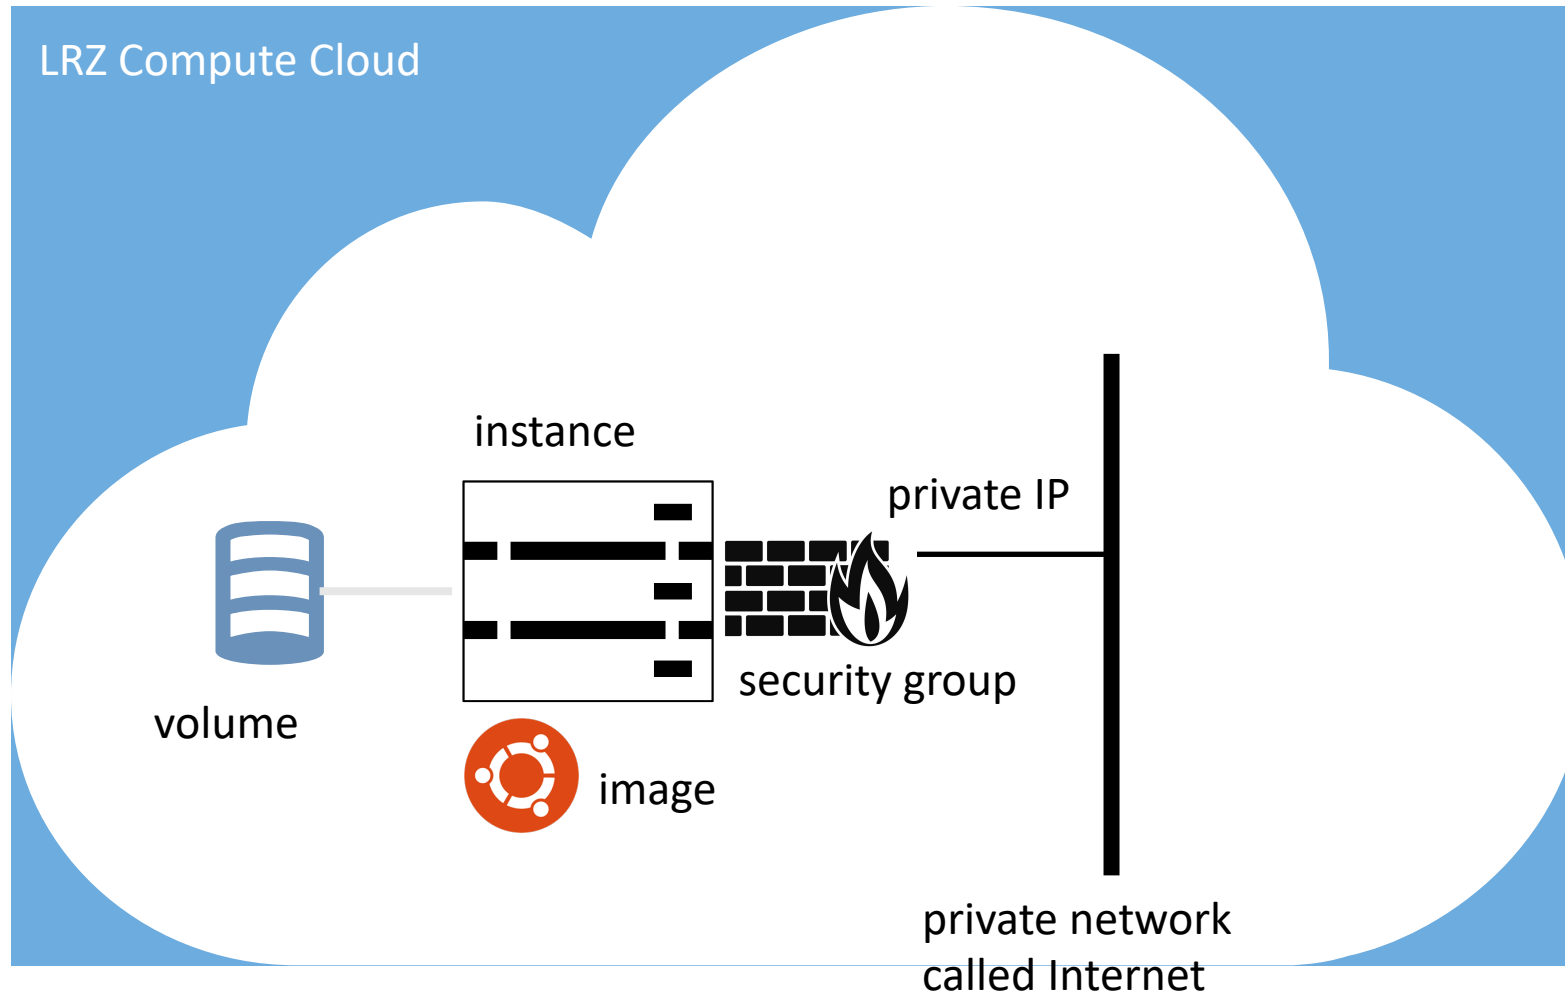 LRZ Compute Cloud
instance
private IP
security group
volume
image
private network
called Internet